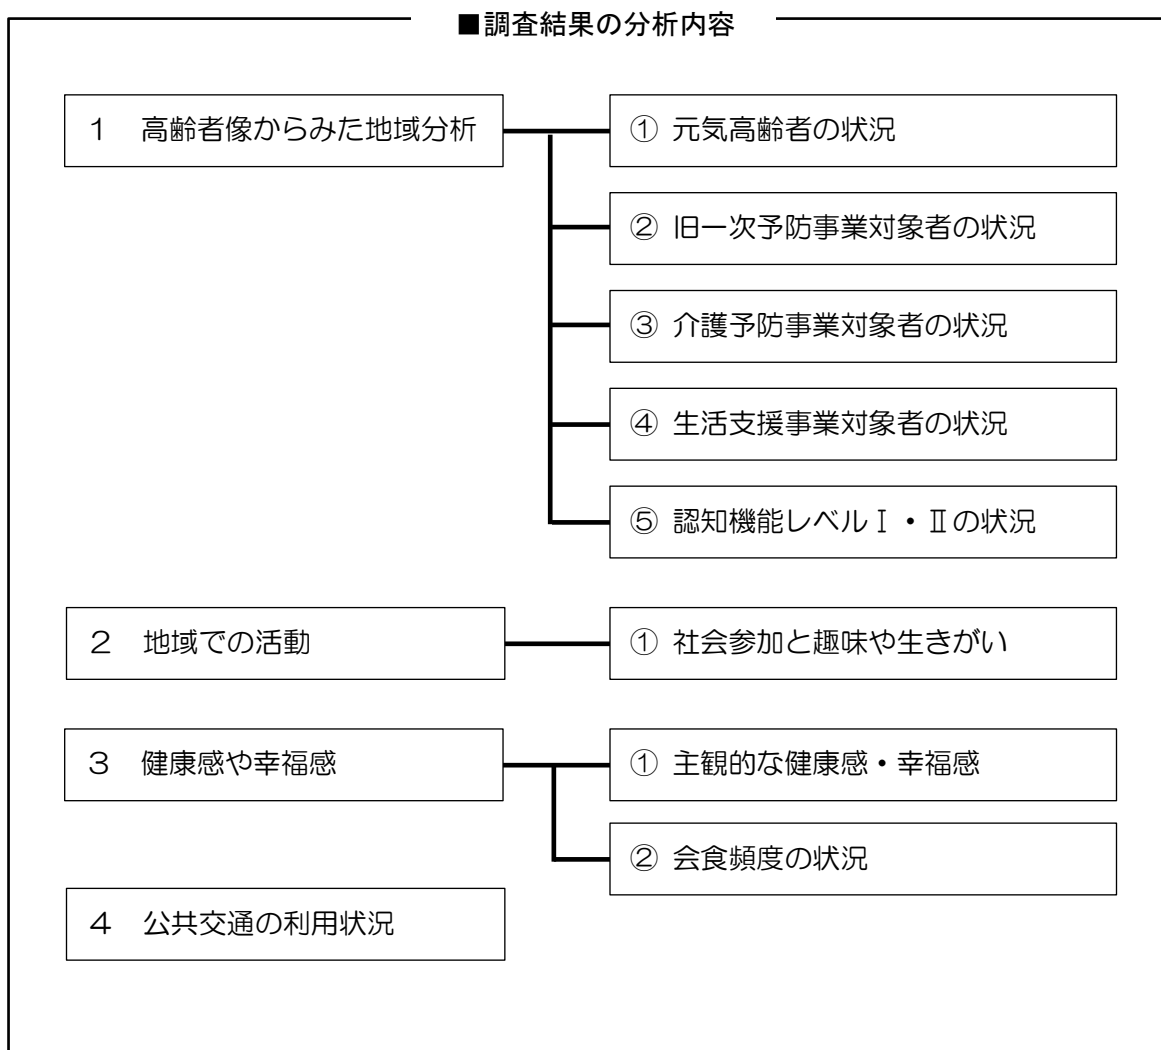 ■調査結果の分析内容
1　高齢者像からみた地域分析
① 元気高齢者の状況
② 旧一次予防事業対象者の状況
③ 介護予防事業対象者の状況
④ 生活支援事業対象者の状況
⑤ 認知機能レベルⅠ・Ⅱの状況
２　地域での活動
① 社会参加と趣味や生きがい
３　健康感や幸福感
① 主観的な健康感・幸福感
② 会食頻度の状況
４　公共交通の利用状況